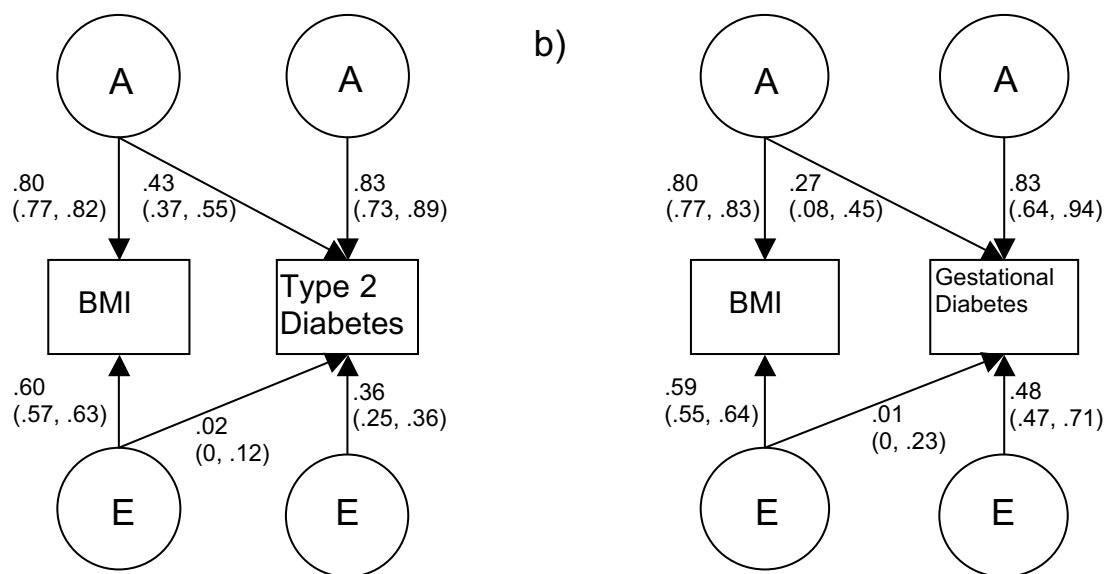 A
A
.80
(.77, .82)
.43
(.37, .55)
.83
(.73, .89)
BMI
Type 2
Diabetes
.60
(.57, .63)
.02
(0, .12)
.36
(.25, .36)
E
E
b)
A
A
.80
(.77, .83)
.27
(.08, .45)
.83
(.64, .94)
BMI
Gestational
Diabetes
.59
(.55, .64)
.01
(0, .23)
.48
(.47, .71)
E
E